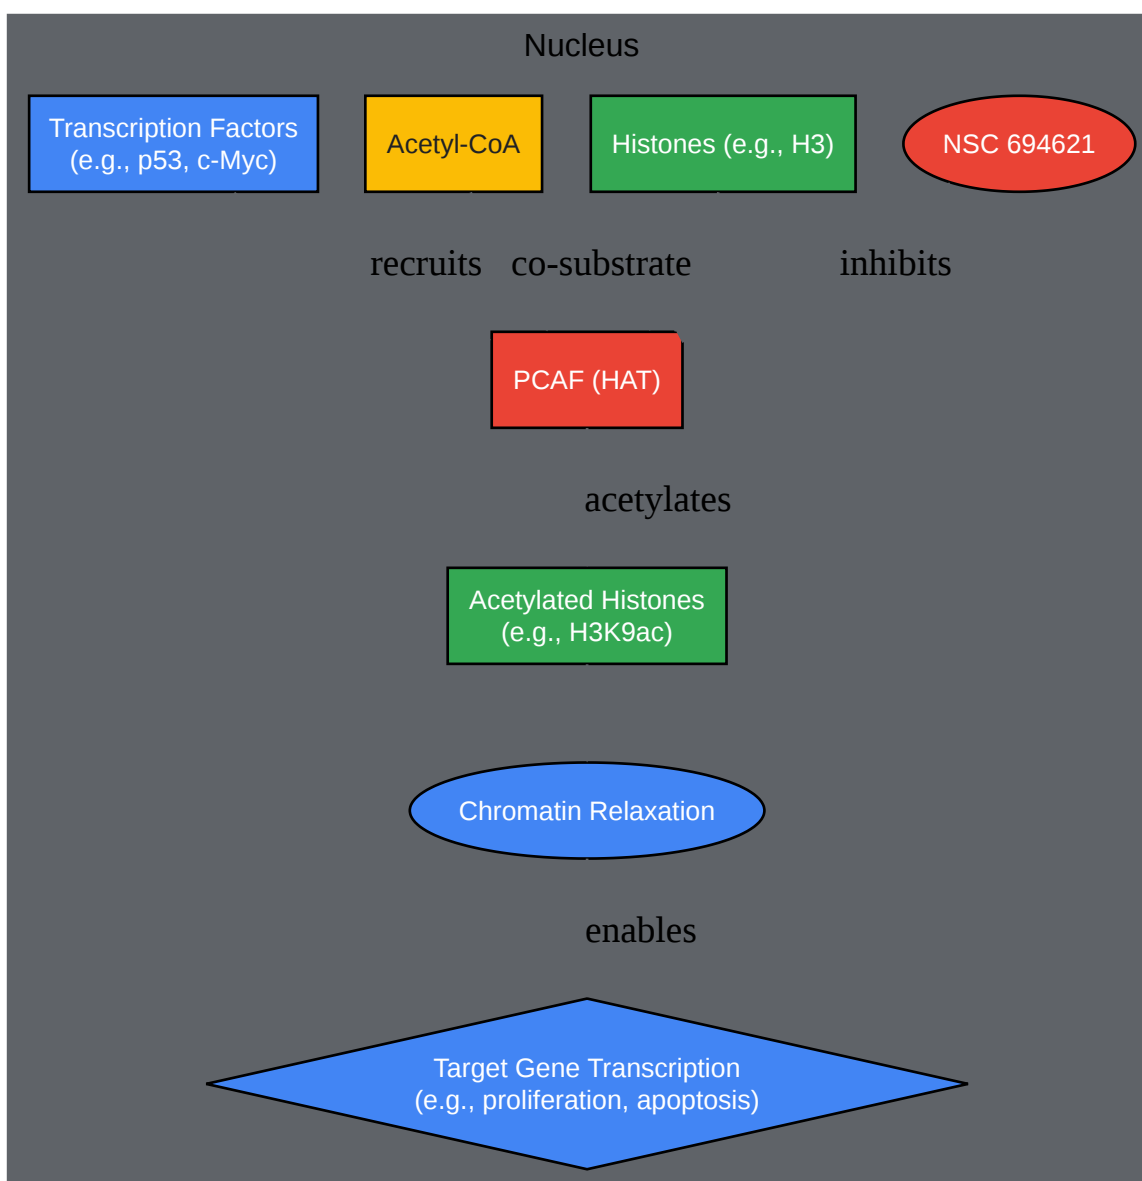 Nucleus
Transcription Factors
(e.g., p53, c-Myc)
Acetyl-CoA
Histones (e.g., H3)
NSC 694621
recruits
co-substrate
inhibits
PCAF (HAT)
acetylates
Acetylated Histones
(e.g., H3K9ac)
Chromatin Relaxation
enables
Target Gene Transcription
(e.g., proliferation, apoptosis)